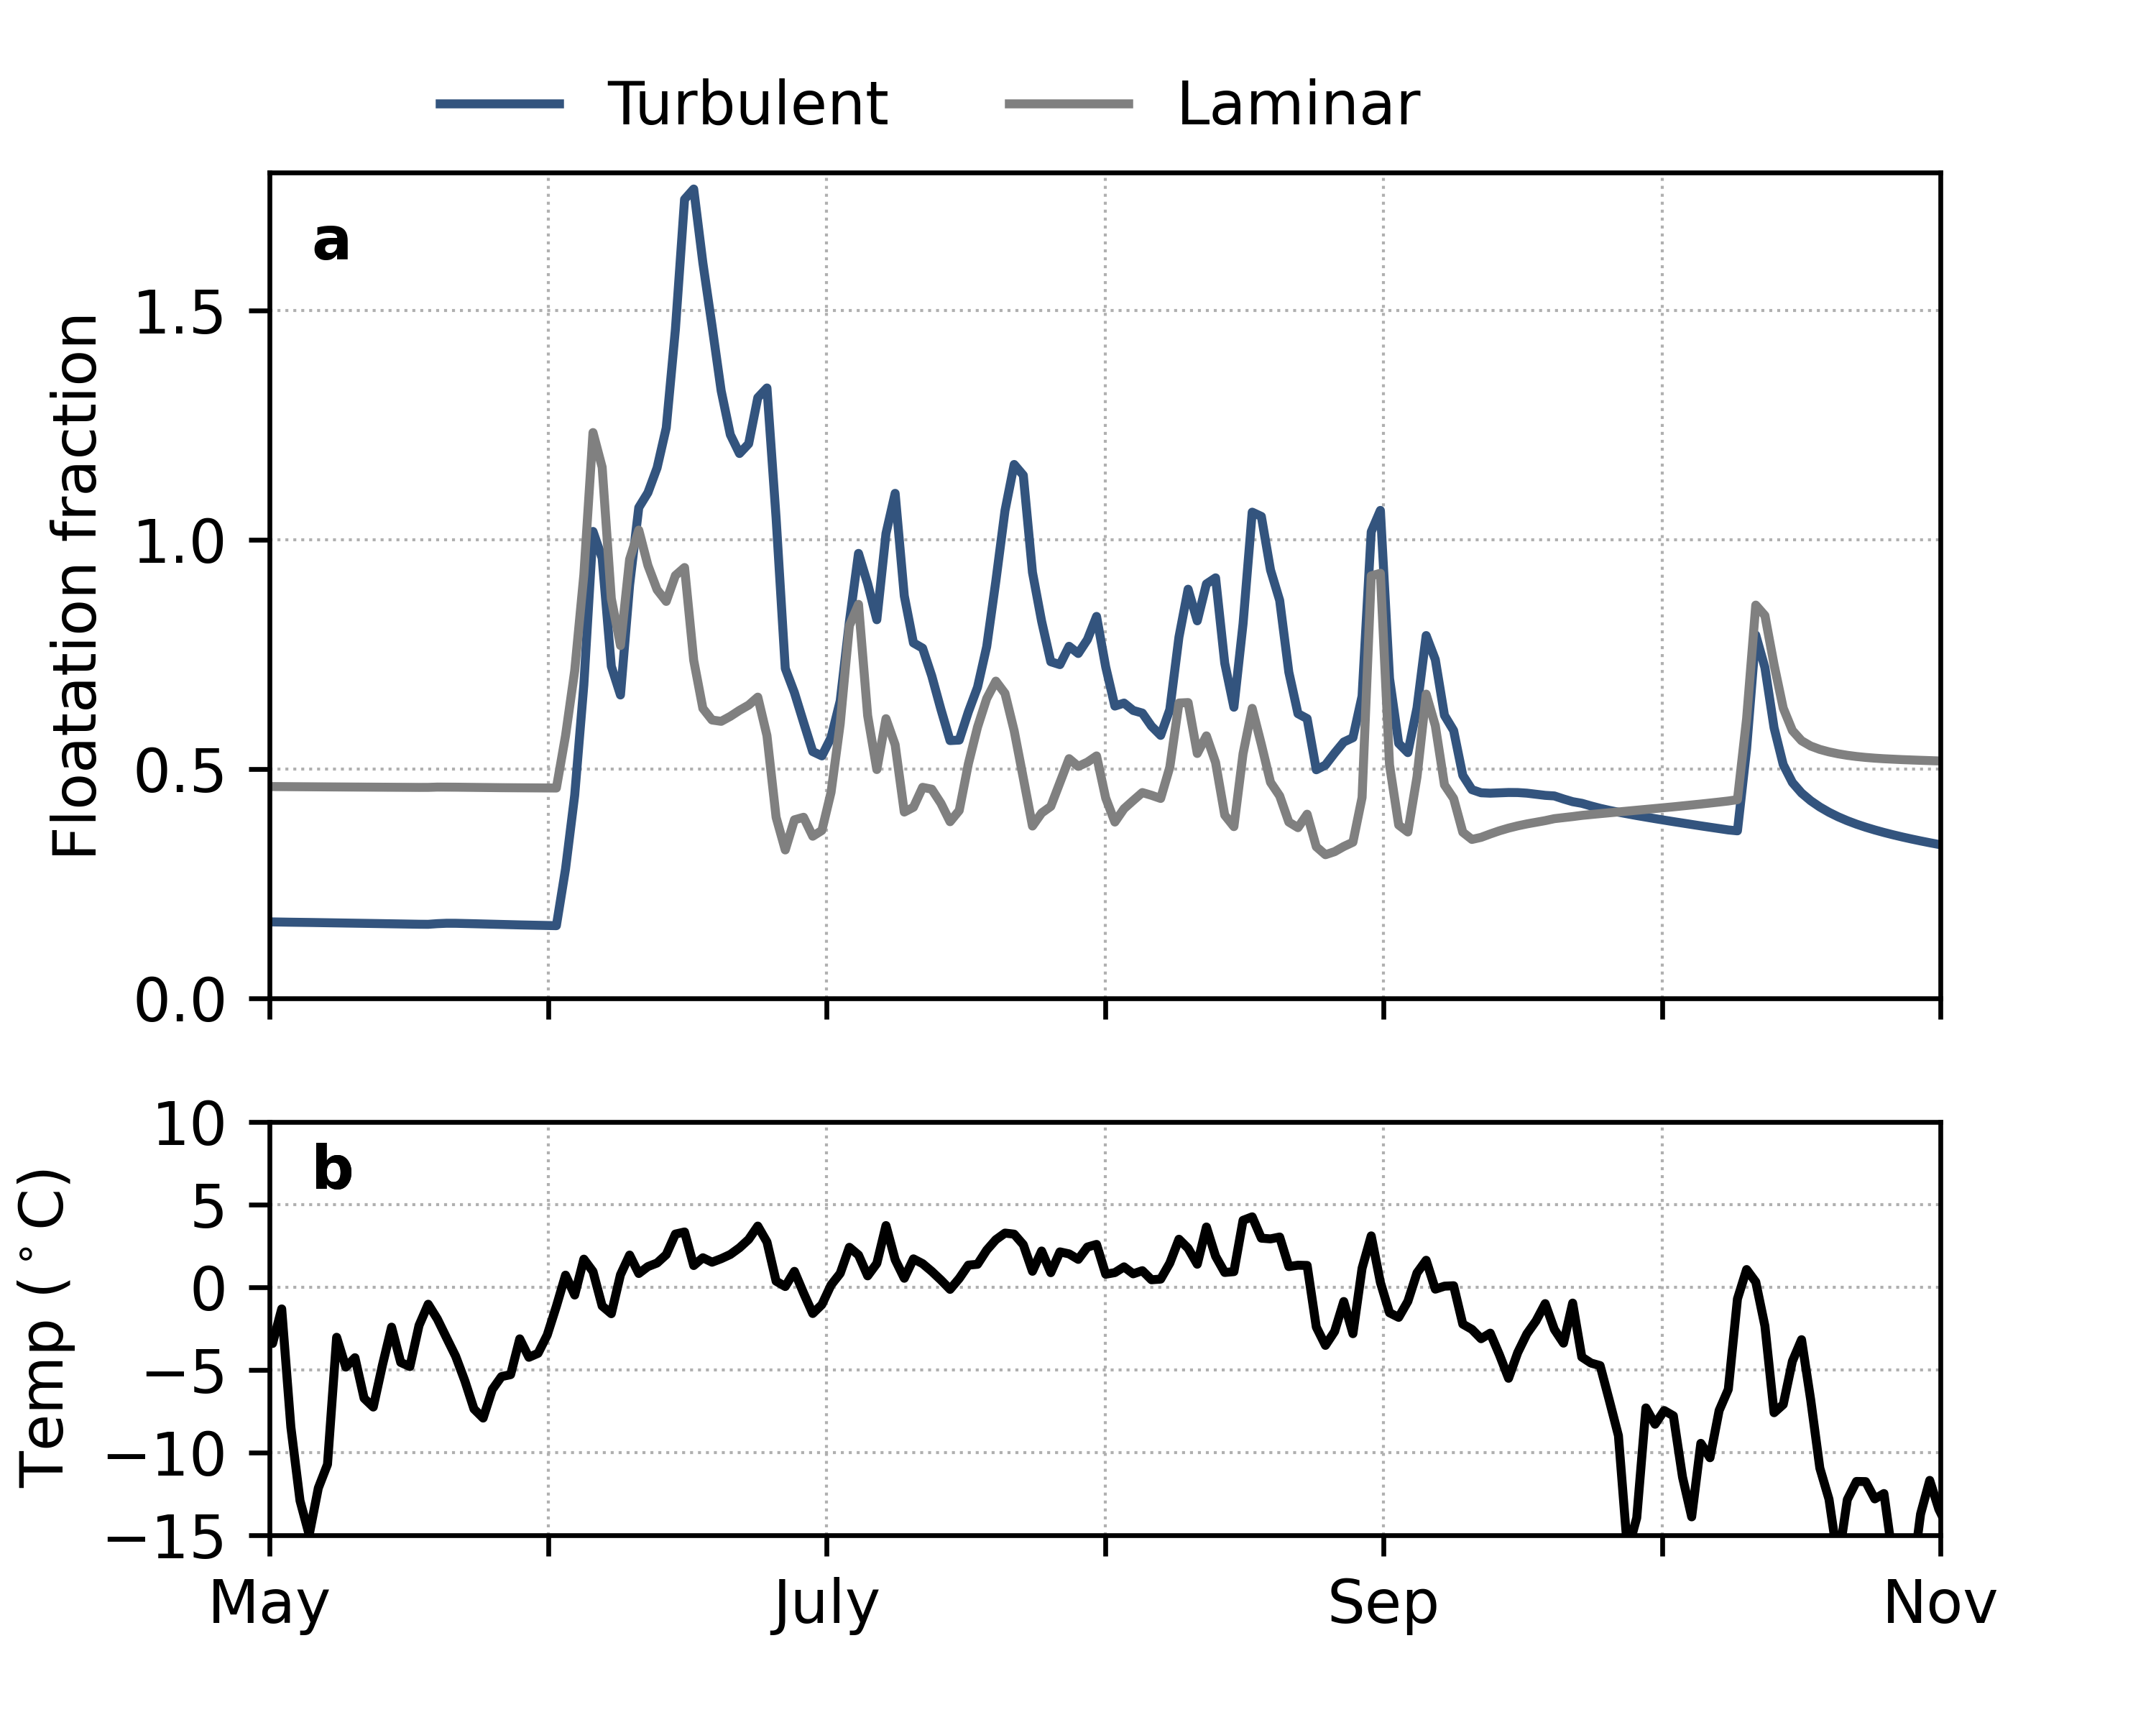 Turbulent Laminar
a
Floatation fraction
1.5
1.0
0.5
0.0
b
Temp (°C)
10
5
0
−5
−10
−15
May July Sep Nov